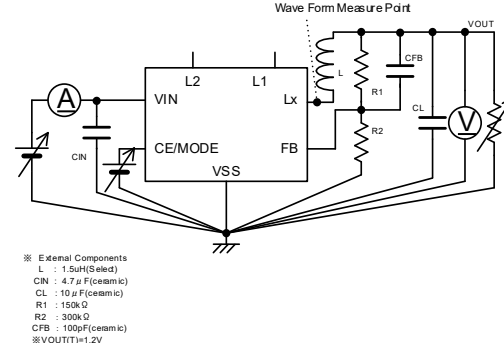 Wave Form Measure Point
VOUT
L2
L1
L
R1
CFB
A
VIN
Lx
CL
V
CIN
CE/MODE
FB
R2
VSS
※ External Components
L : 1.5uH(Select)
CIN : 4.7μF(ceramic)
CL : 10μF(ceramic)
R1 : 150kΩ
R2 : 300kΩ
CFB : 100pF(ceramic)
※VOUT(T)=1.2V